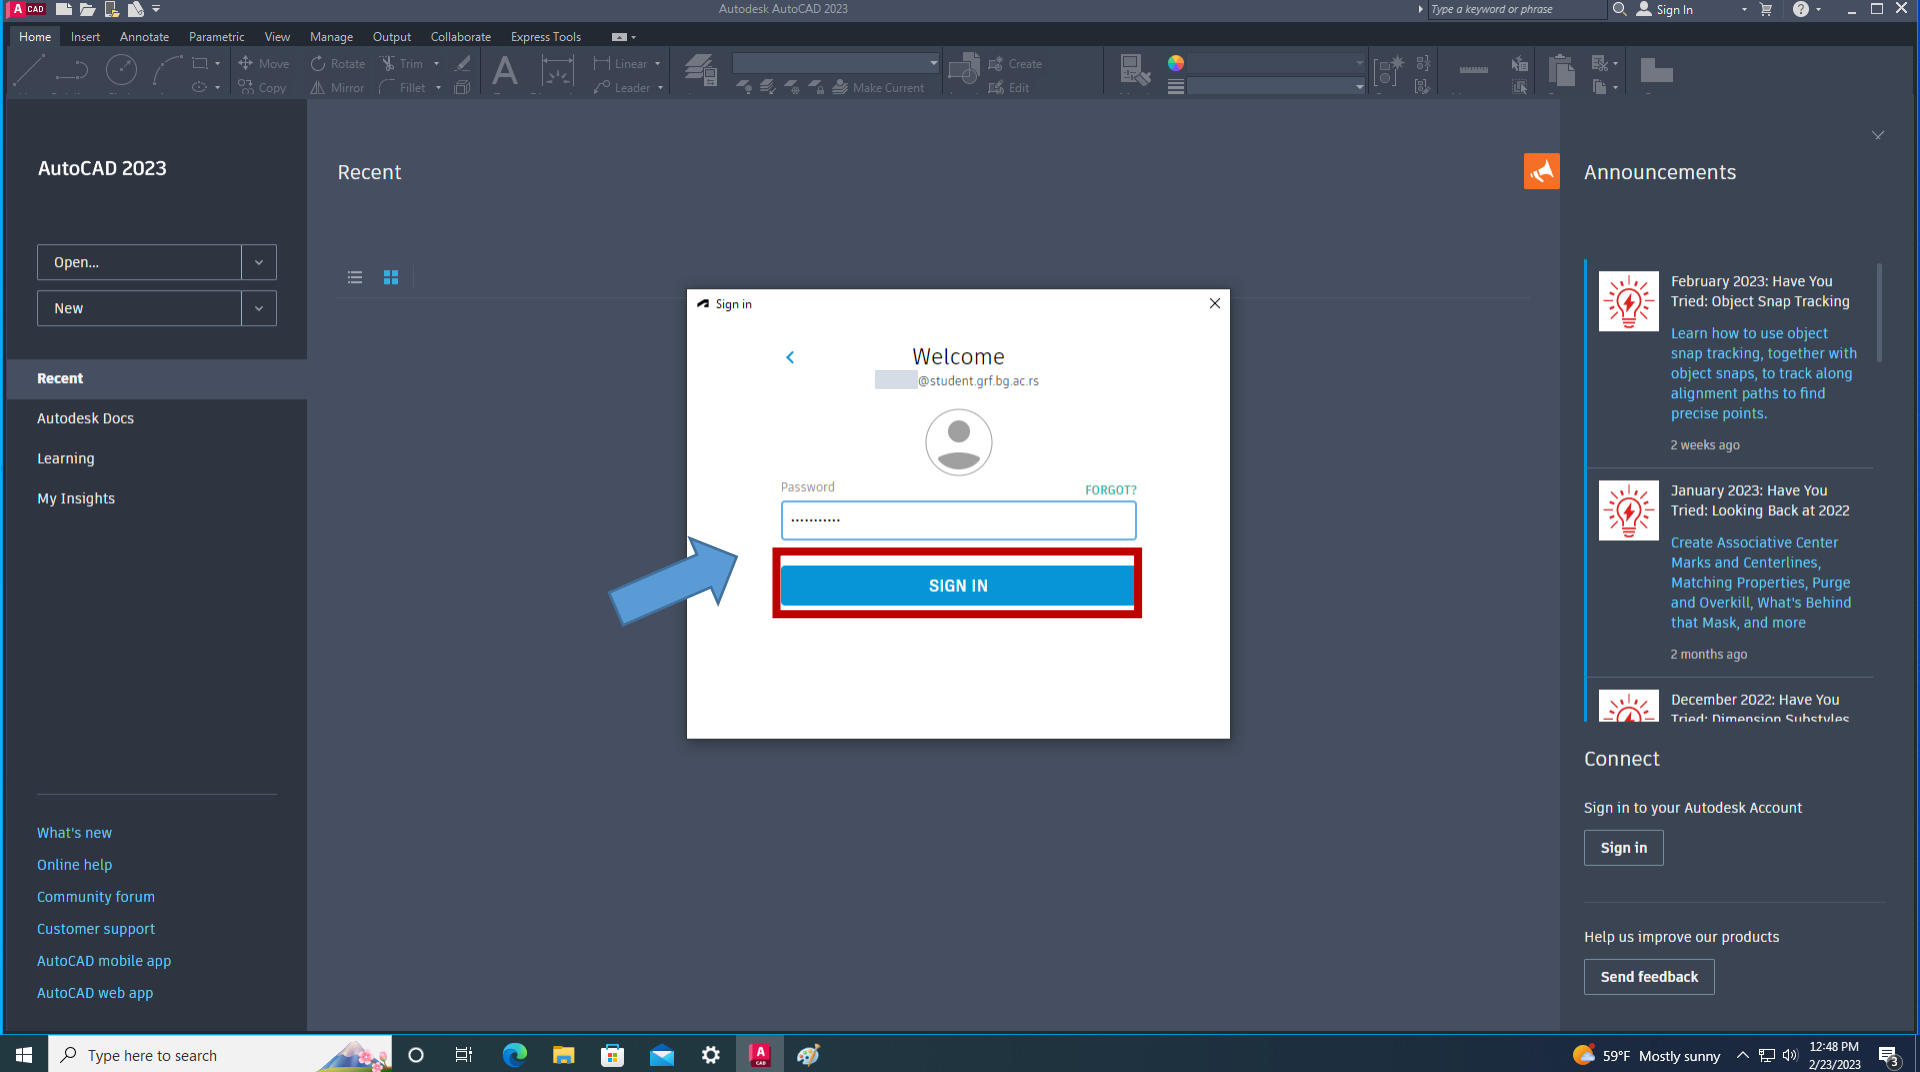 A CAD
Autodesk AutoCAD 2023
Type a keyword or phrase
Sign In
?
Home
Insert
Annotate
Parametric
View
Manage
Output
Collaborate
Express Tools
Move
Rotate
Trim
Linear
Create
Copy
Mirror
Fillet
Leader
Make Current
Edit
AutoCAD 2023
Open...
New
Recent
Autodesk Docs
Learning
My Insights
What's new
Online help
Community forum
Customer support
AutoCAD mobile app
AutoCAD web app
Recent
Sign in
Welcome
@student.grf.bg.ac.rs
Password
FORGOT?
SIGN IN
Announcements
February 2023: Have You
Tried: Object Snap Tracking
Learn how to use object
snap tracking, together with
object snaps, to track along
alignment paths to find
precise points.
2 weeks ago
January 2023: Have You
Tried: Looking Back at 2022
Create Associative Center
Marks and Centerlines,
Matching Properties, Purge
and Overkill, What's Behind
that Mask, and more
2 months ago
December 2022: Have You
Tried: Dimension Substyles
Connect
Sign in to your Autodesk Account
Sign in
Help us improve our products
Send feedback
Type here to search
A CAD
59°F Mostly sunny
12:48 PM
2/23/2023
3